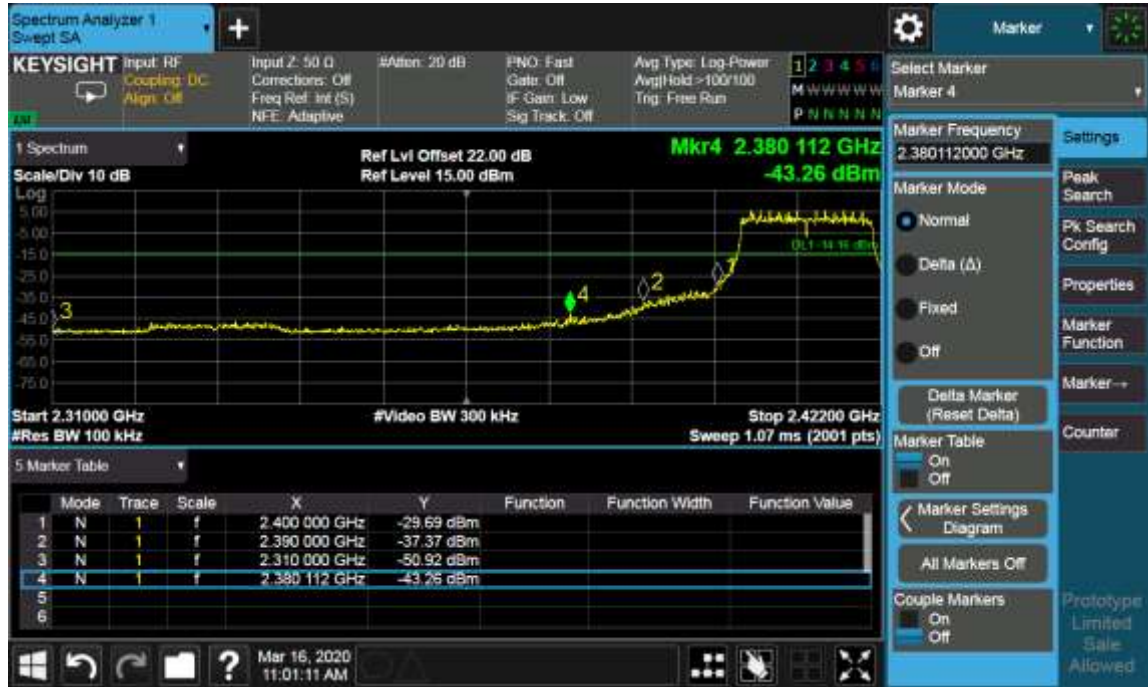 Spectrum Analyzer 1
Swept SA
Marker
KEYSIGHT
Input: RF
Coupling: DC
Align: Off
Input Z: 50 Ω
Corrections: Off
Freq Ref: Int (S)
NFE: Adaptive
#Atten: 20 dB
PNO: Fast
Gate: Off
IF Gain: Low
Sig Track: Off
Avg Type: Log-Power
Avg|Hold:>100/100
Trig: Free Run
1 2 3 4 5 6
M W W W W W
P N N N N N
Select Marker
Marker 4
1 Spectrum
Scale/Div 10 dB
Ref Lvl Offset 22.00 dB
Ref Level 15.00 dBm
Mkr4 2.380 112 GHz
-43.26 dBm
Log
5.00
-5.00
-15.0
-25.0
-35.0
-45.0
-55.0
-65.0
-75.0
DL1 -14.16 dBm
3
4
2
1
Start 2.31000 GHz
#Video BW 300 kHz
Stop 2.42200 GHz
#Res BW 100 kHz
Sweep 1.07 ms (2001 pts)
5 Marker Table
Mode Trace Scale X Y Function Function Width Function Value
1 N 1 f 2.400 000 GHz -29.69 dBm
2 N 1 f 2.390 000 GHz -37.37 dBm
3 N 1 f 2.310 000 GHz -50.92 dBm
4 N 1 f 2.380 112 GHz -43.26 dBm
5
6
Marker Frequency
2.380112000 GHz
Marker Mode
Normal
Delta (Δ)
Fixed
Off
Delta Marker
(Reset Delta)
Marker Table
On
Off
Marker Settings
Diagram
All Markers Off
Couple Markers
On
Off
Settings
Peak
Search
Pk Search
Config
Properties
Marker
Function
Marker→
Counter
Prototype
Limited
Sale
Allowed
?
Mar 16, 2020
11:01:11 AM